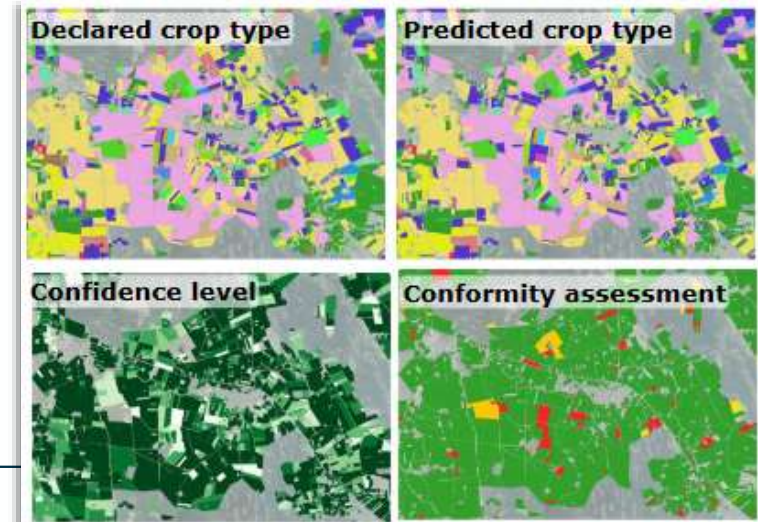 Declared crop type
Predicted crop type
Confidence level
Conformity assessment